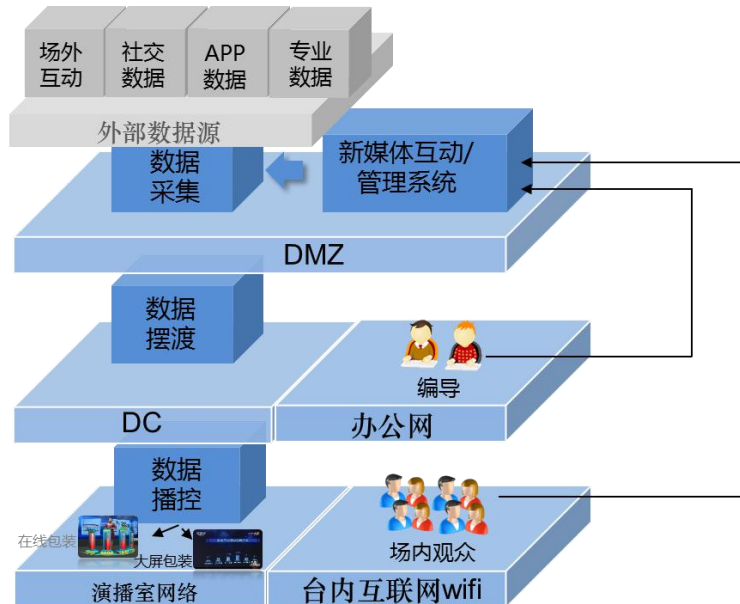 场外
互动
社交
数据
APP
数据
专业
数据
外部数据源
数据
采集
新媒体互动/
管理系统
DMZ
数据
摆渡
编导
DC
办公网
数据
播控
在线包装
大屏包装
场内观众
演播室网络
台内互联网wifi